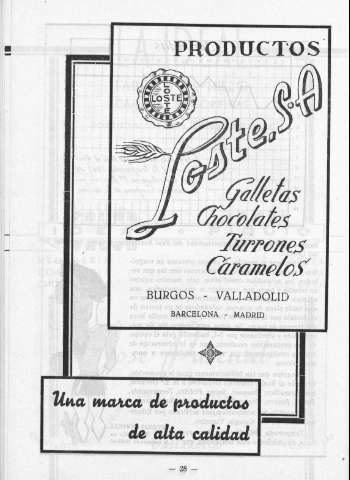 PRODUCTOS
LOSTE
LOSTE
Loste, S.A
Galletas
Chocolates
Turrones
Caramelos
BURGOS - VALLADOLID
BARCELONA - MADRID
Una marca de productos
de alta calidad
— 28 —